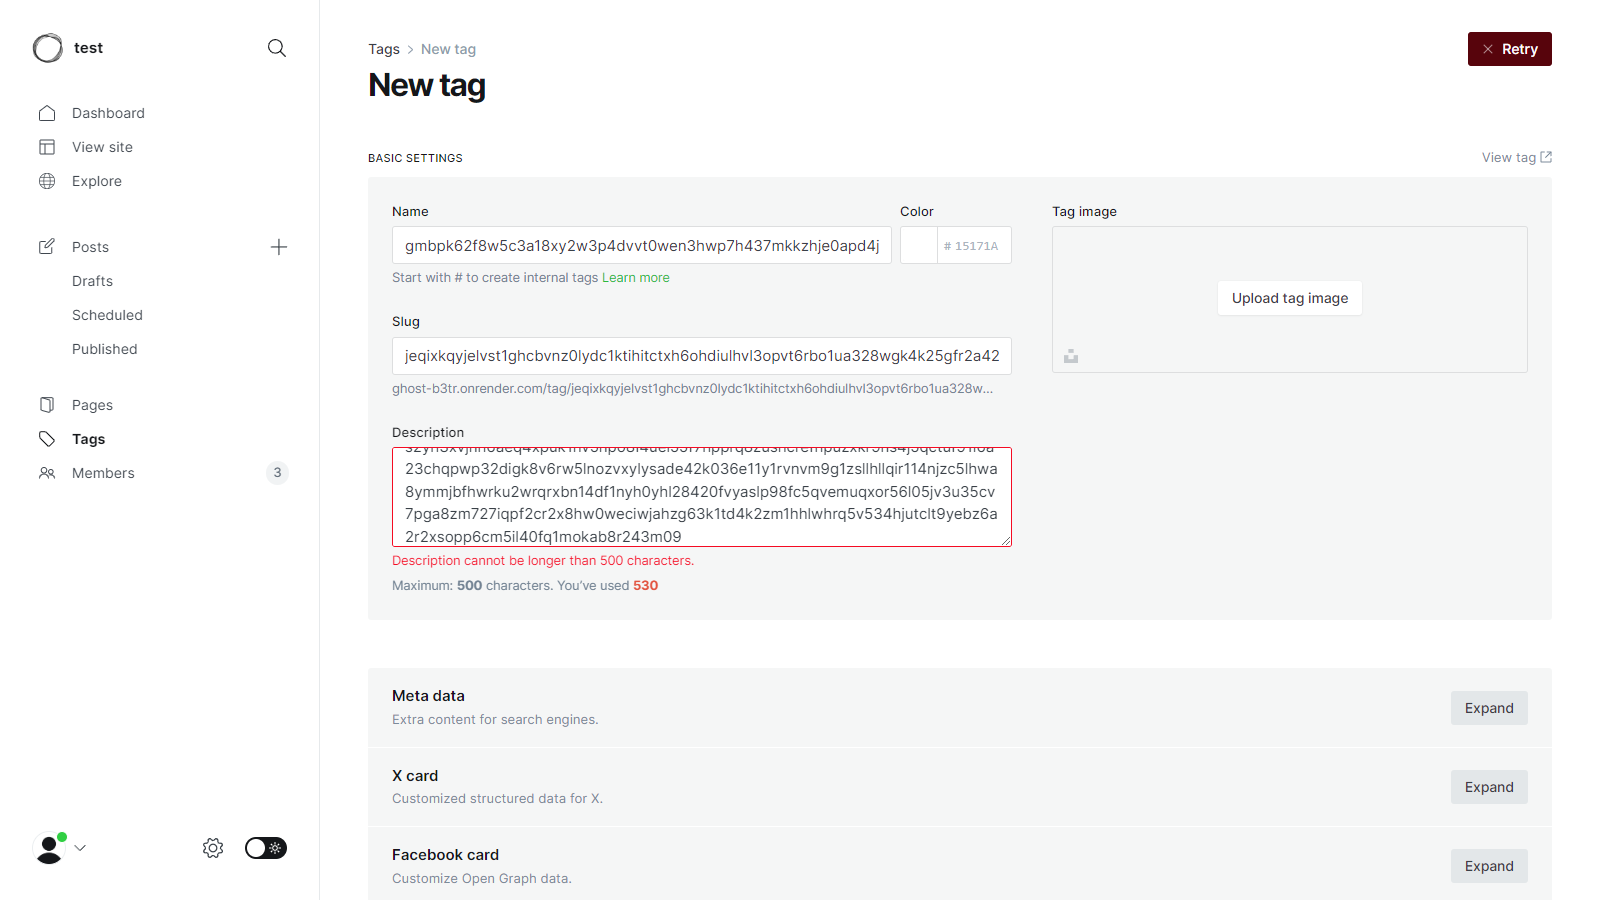 test
Dashboard
View site
Explore
Posts
Drafts
Scheduled
Published
Pages
Tags
Members
3
Tags > New tag
New tag
Retry
BASIC SETTINGS
View tag
Name
gmbpk62f8w5c3a18xy2w3p4dvvt0wen3hwp7h437mkkzhje0apd4j
Start with # to create internal tags Learn more
Color
# 15171A
Tag image
Upload tag image
Slug
jeqixkqyjelvst1ghcbvnz0lydc1ktihitctxh6ohdiulhvl3opvt6rbo1ua328wgk4k25gfr2a42
ghost-b3tr.onrender.com/tag/jeqixkqyjelvst1ghcbvnz0lydc1ktihitctxh6ohdiulhvl3opvt6rbo1ua328w...
Description
23chqpwp32digk8v6rw5lnozvxylysade42k036e11y1rvnvm9g1zsllhllqir114njzc5lhwa
8ymmjbfhwrku2wrqrxbn14df1nyh0yhl28420fvyaslp98fc5qvemuqxor56l05jv3u35cv
7pga8zm727iqpf2cr2x8hw0weciwjahzg63k1td4k2zm1hhlwhrq5v534hjutclt9yebz6a
2r2xsopp6cm5il40fq1mokab8r243m09
Description cannot be longer than 500 characters.
Maximum: 500 characters. You’ve used 530
Meta data
Extra content for search engines.
Expand
X card
Customized structured data for X.
Expand
Facebook card
Customize Open Graph data.
Expand